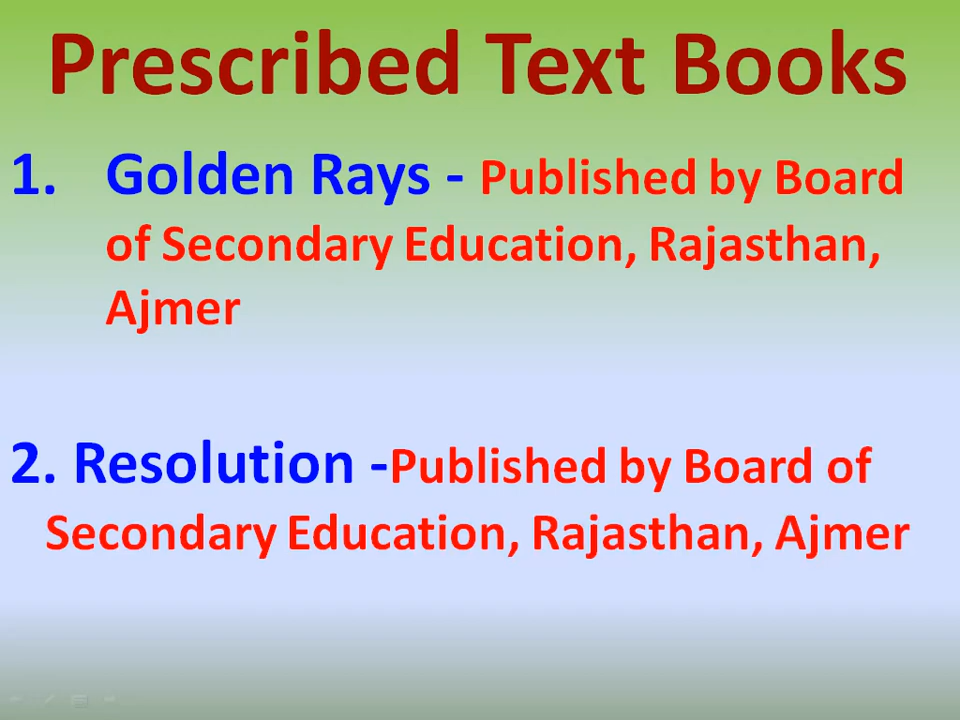 Prescribed Text Books
1. Golden Rays - Published by Board
of Secondary Education, Rajasthan,
Ajmer
2. Resolution -Published by Board of
Secondary Education, Rajasthan, Ajmer